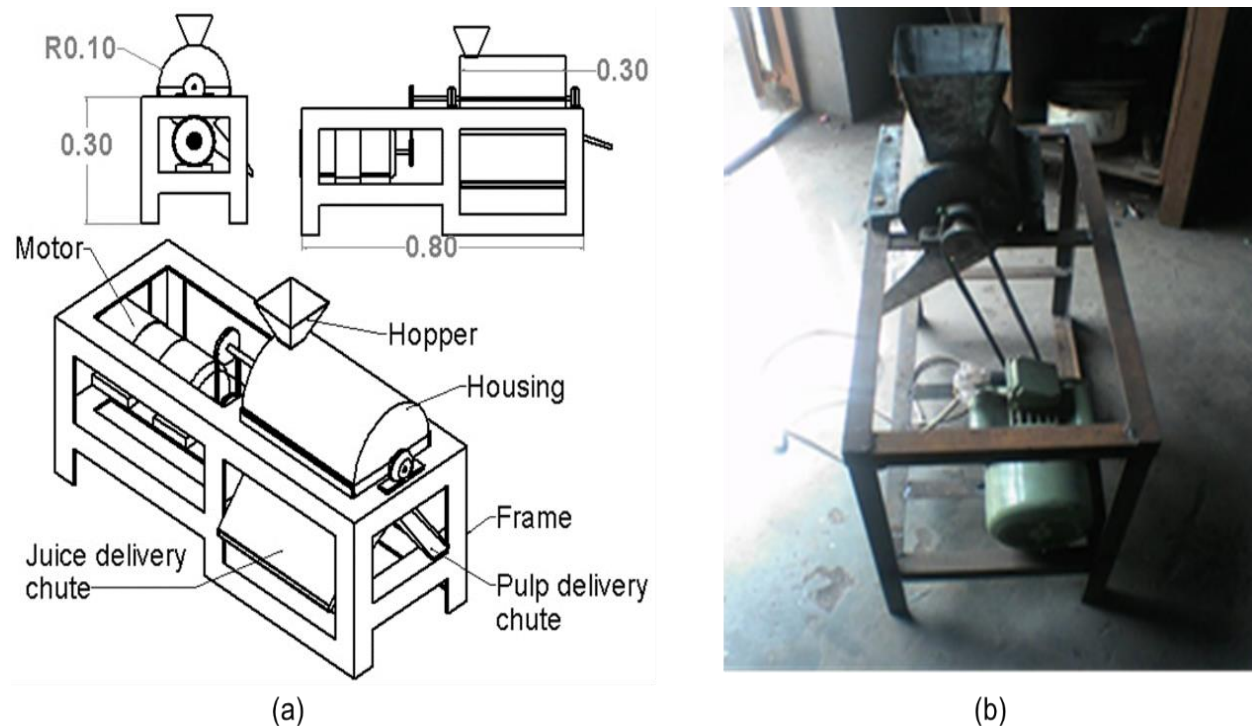 R0.10
0.30
0.30
0.80
Motor
Hopper
Housing
Frame
Juice delivery
chute
Pulp delivery
chute
(a)
(b)